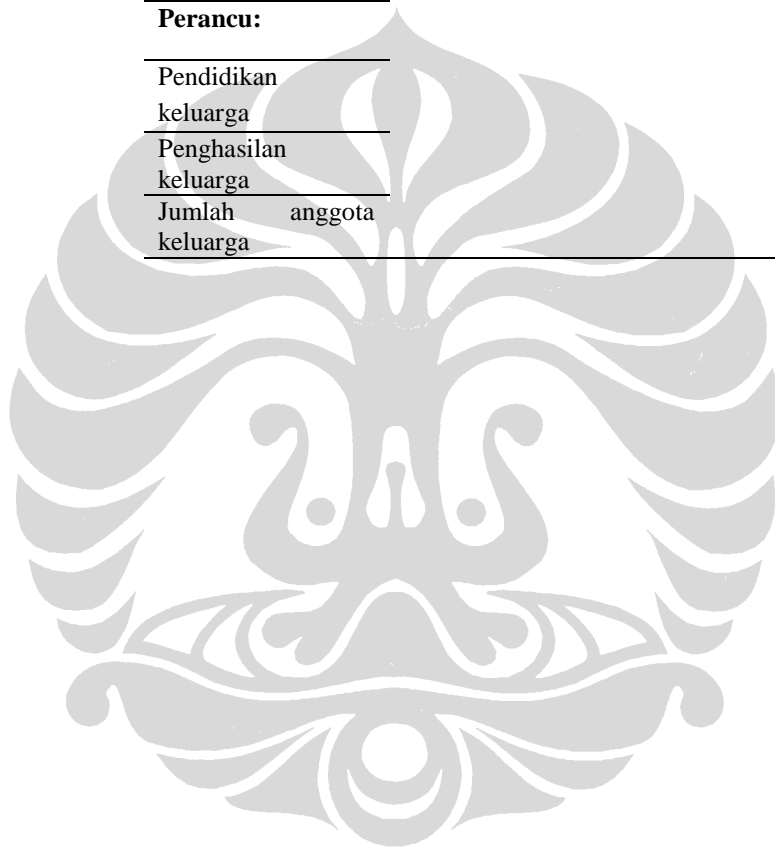 Perancu:
Pendidikan
keluarga
Penghasilan
keluarga
Jumlah anggota
keluarga